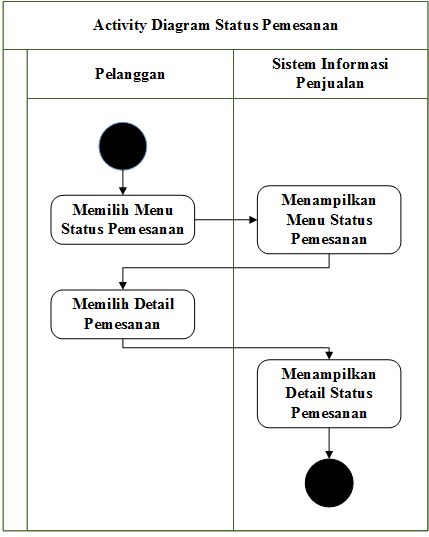 Activity Diagram Status Pemesanan
Pelanggan
Sistem Informasi
Penjualan
Memilih Menu
Status Pemesanan
Menampilkan
Menu Status
Pemesanan
Memilih Detail
Pemesanan
Menampilkan
Detail Status
Pemesanan